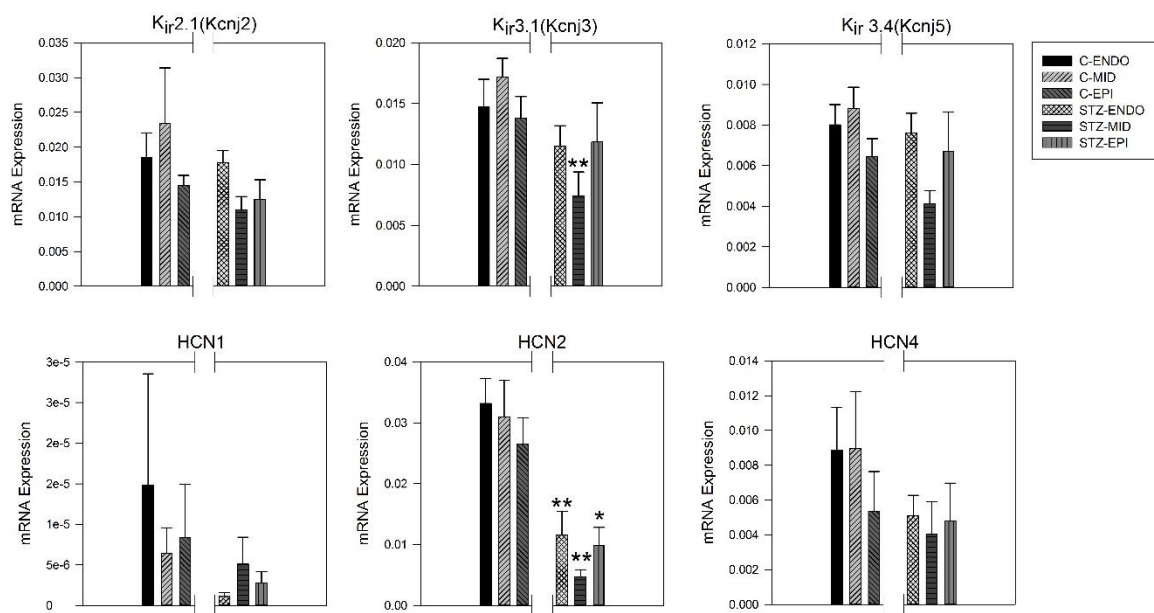 Kir2.1(Kcnj2)
mRNA Expression
0.035
0.030
0.025
0.020
0.015
0.010
0.005
0.000
Kir3.1(Kcnj3)
mRNA Expression
0.020
0.015
0.010
0.005
0.000
**
Kir 3.4(Kcnj5)
mRNA Expression
0.012
0.010
0.008
0.006
0.004
0.002
0.000
C-ENDO
C-MID
C-EPI
STZ-ENDO
STZ-MID
STZ-EPI
HCN1
mRNA Expression
3e-5
3e-5
2e-5
2e-5
1e-5
5e-6
0
HCN2
mRNA Expression
0.04
0.03
0.02
0.01
0.00
**
**
*
HCN4
mRNA Expression
0.014
0.012
0.010
0.008
0.006
0.004
0.002
0.000